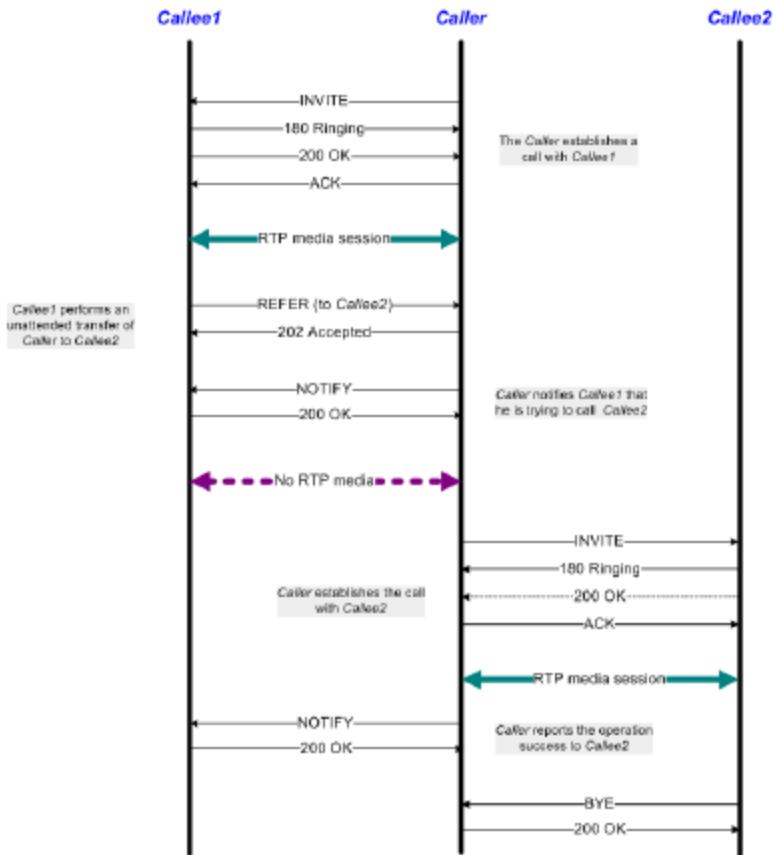 Callee1 Caller Callee2
INVITE
180 Ringing
200 OK
ACK
The Caller establishes a
call with Callee1
RTP media session
REFER (to Callee2)
202 Accepted
Callee1 performs an
unattended transfer of
Caller to Callee2
NOTIFY
200 OK
Caller notifies Callee1 that
he is trying to call Callee2
No RTP media
INVITE
180 Ringing
200 OK
ACK
Caller establishes the call
with Callee2
RTP media session
NOTIFY
200 OK
Caller reports the operation
success to Callee2
BYE
200 OK